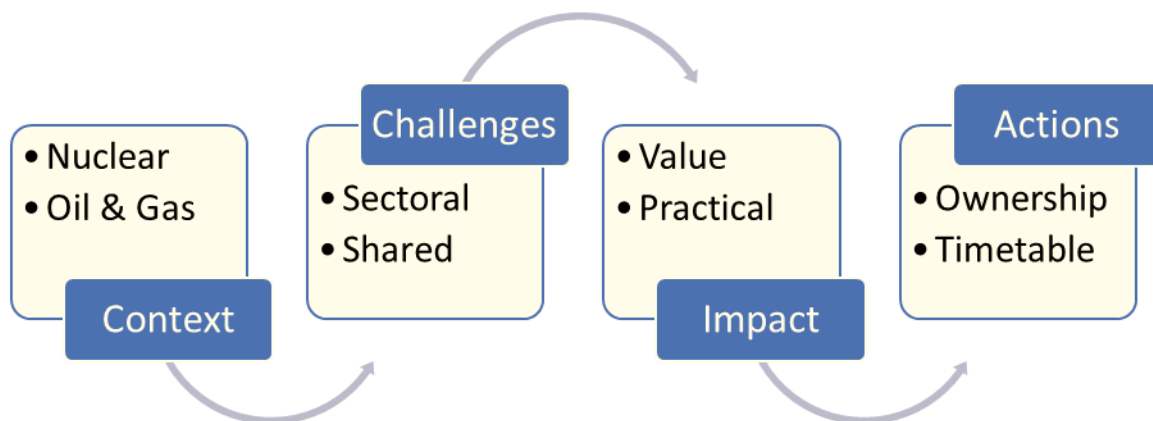 • Nuclear
• Oil & Gas
Context
Challenges
• Sectoral
• Shared
• Value
• Practical
Impact
Actions
• Ownership
• Timetable